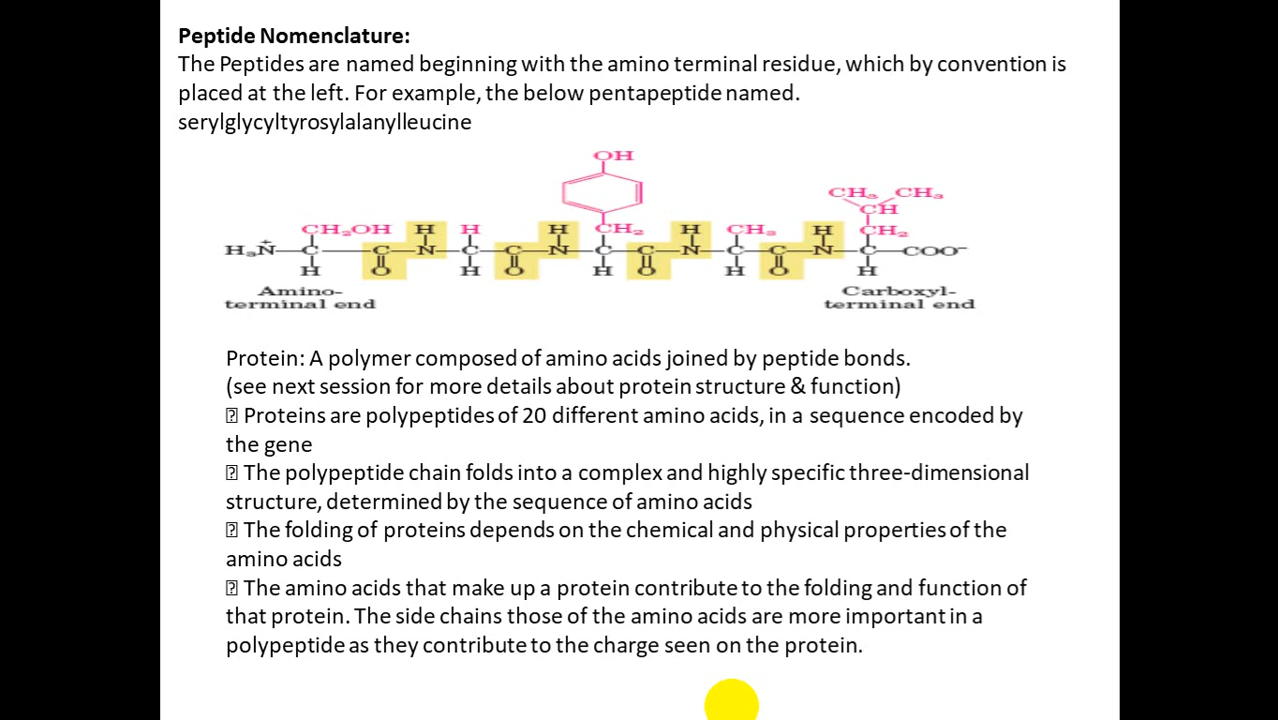 Peptide Nomenclature:
The Peptides are named beginning with the amino terminal residue, which by convention is
placed at the left. For example, the below pentapeptide named.
serylglycyltyrosylalanylleucine
OH
CH₃ CH₃
CH
CH₂OH H H H CH₂ H CH₃ H CH₂
H₃N⁺ C C N C C N C C N C C N C COO⁻
H O H O H O H O H
Amino-
terminal end
Carboxyl-
terminal end
Protein: A polymer composed of amino acids joined by peptide bonds.
(see next session for more details about protein structure & function)
⍰ Proteins are polypeptides of 20 different amino acids, in a sequence encoded by
the gene
⍰ The polypeptide chain folds into a complex and highly specific three-dimensional
structure, determined by the sequence of amino acids
⍰ The folding of proteins depends on the chemical and physical properties of the
amino acids
⍰ The amino acids that make up a protein contribute to the folding and function of
that protein. The side chains those of the amino acids are more important in a
polypeptide as they contribute to the charge seen on the protein.